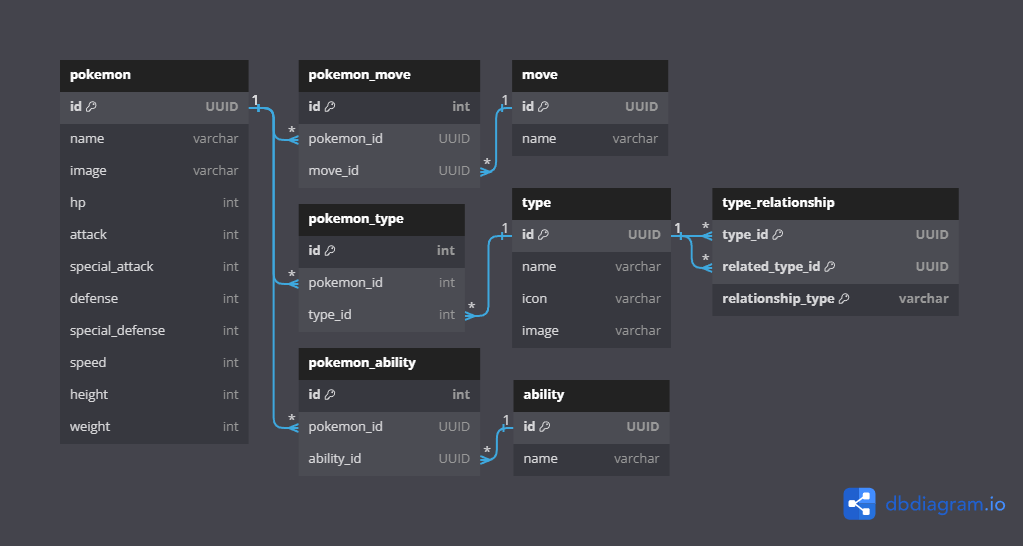 pokemon
id UUID
name varchar
image varchar
hp int
attack int
special_attack int
defense int
special_defense int
speed int
height int
weight int
1
*
*
*
pokemon_move
id int
pokemon_id UUID
move_id UUID
*
1
move
id UUID
name varchar
pokemon_type
id int
pokemon_id int
type_id int
*
1
type
id UUID
name varchar
icon varchar
image varchar
1
*
*
type_relationship
type_id UUID
related_type_id UUID
relationship_type varchar
pokemon_ability
id int
pokemon_id UUID
ability_id UUID
*
1
ability
id UUID
name varchar
dbdiagram.io